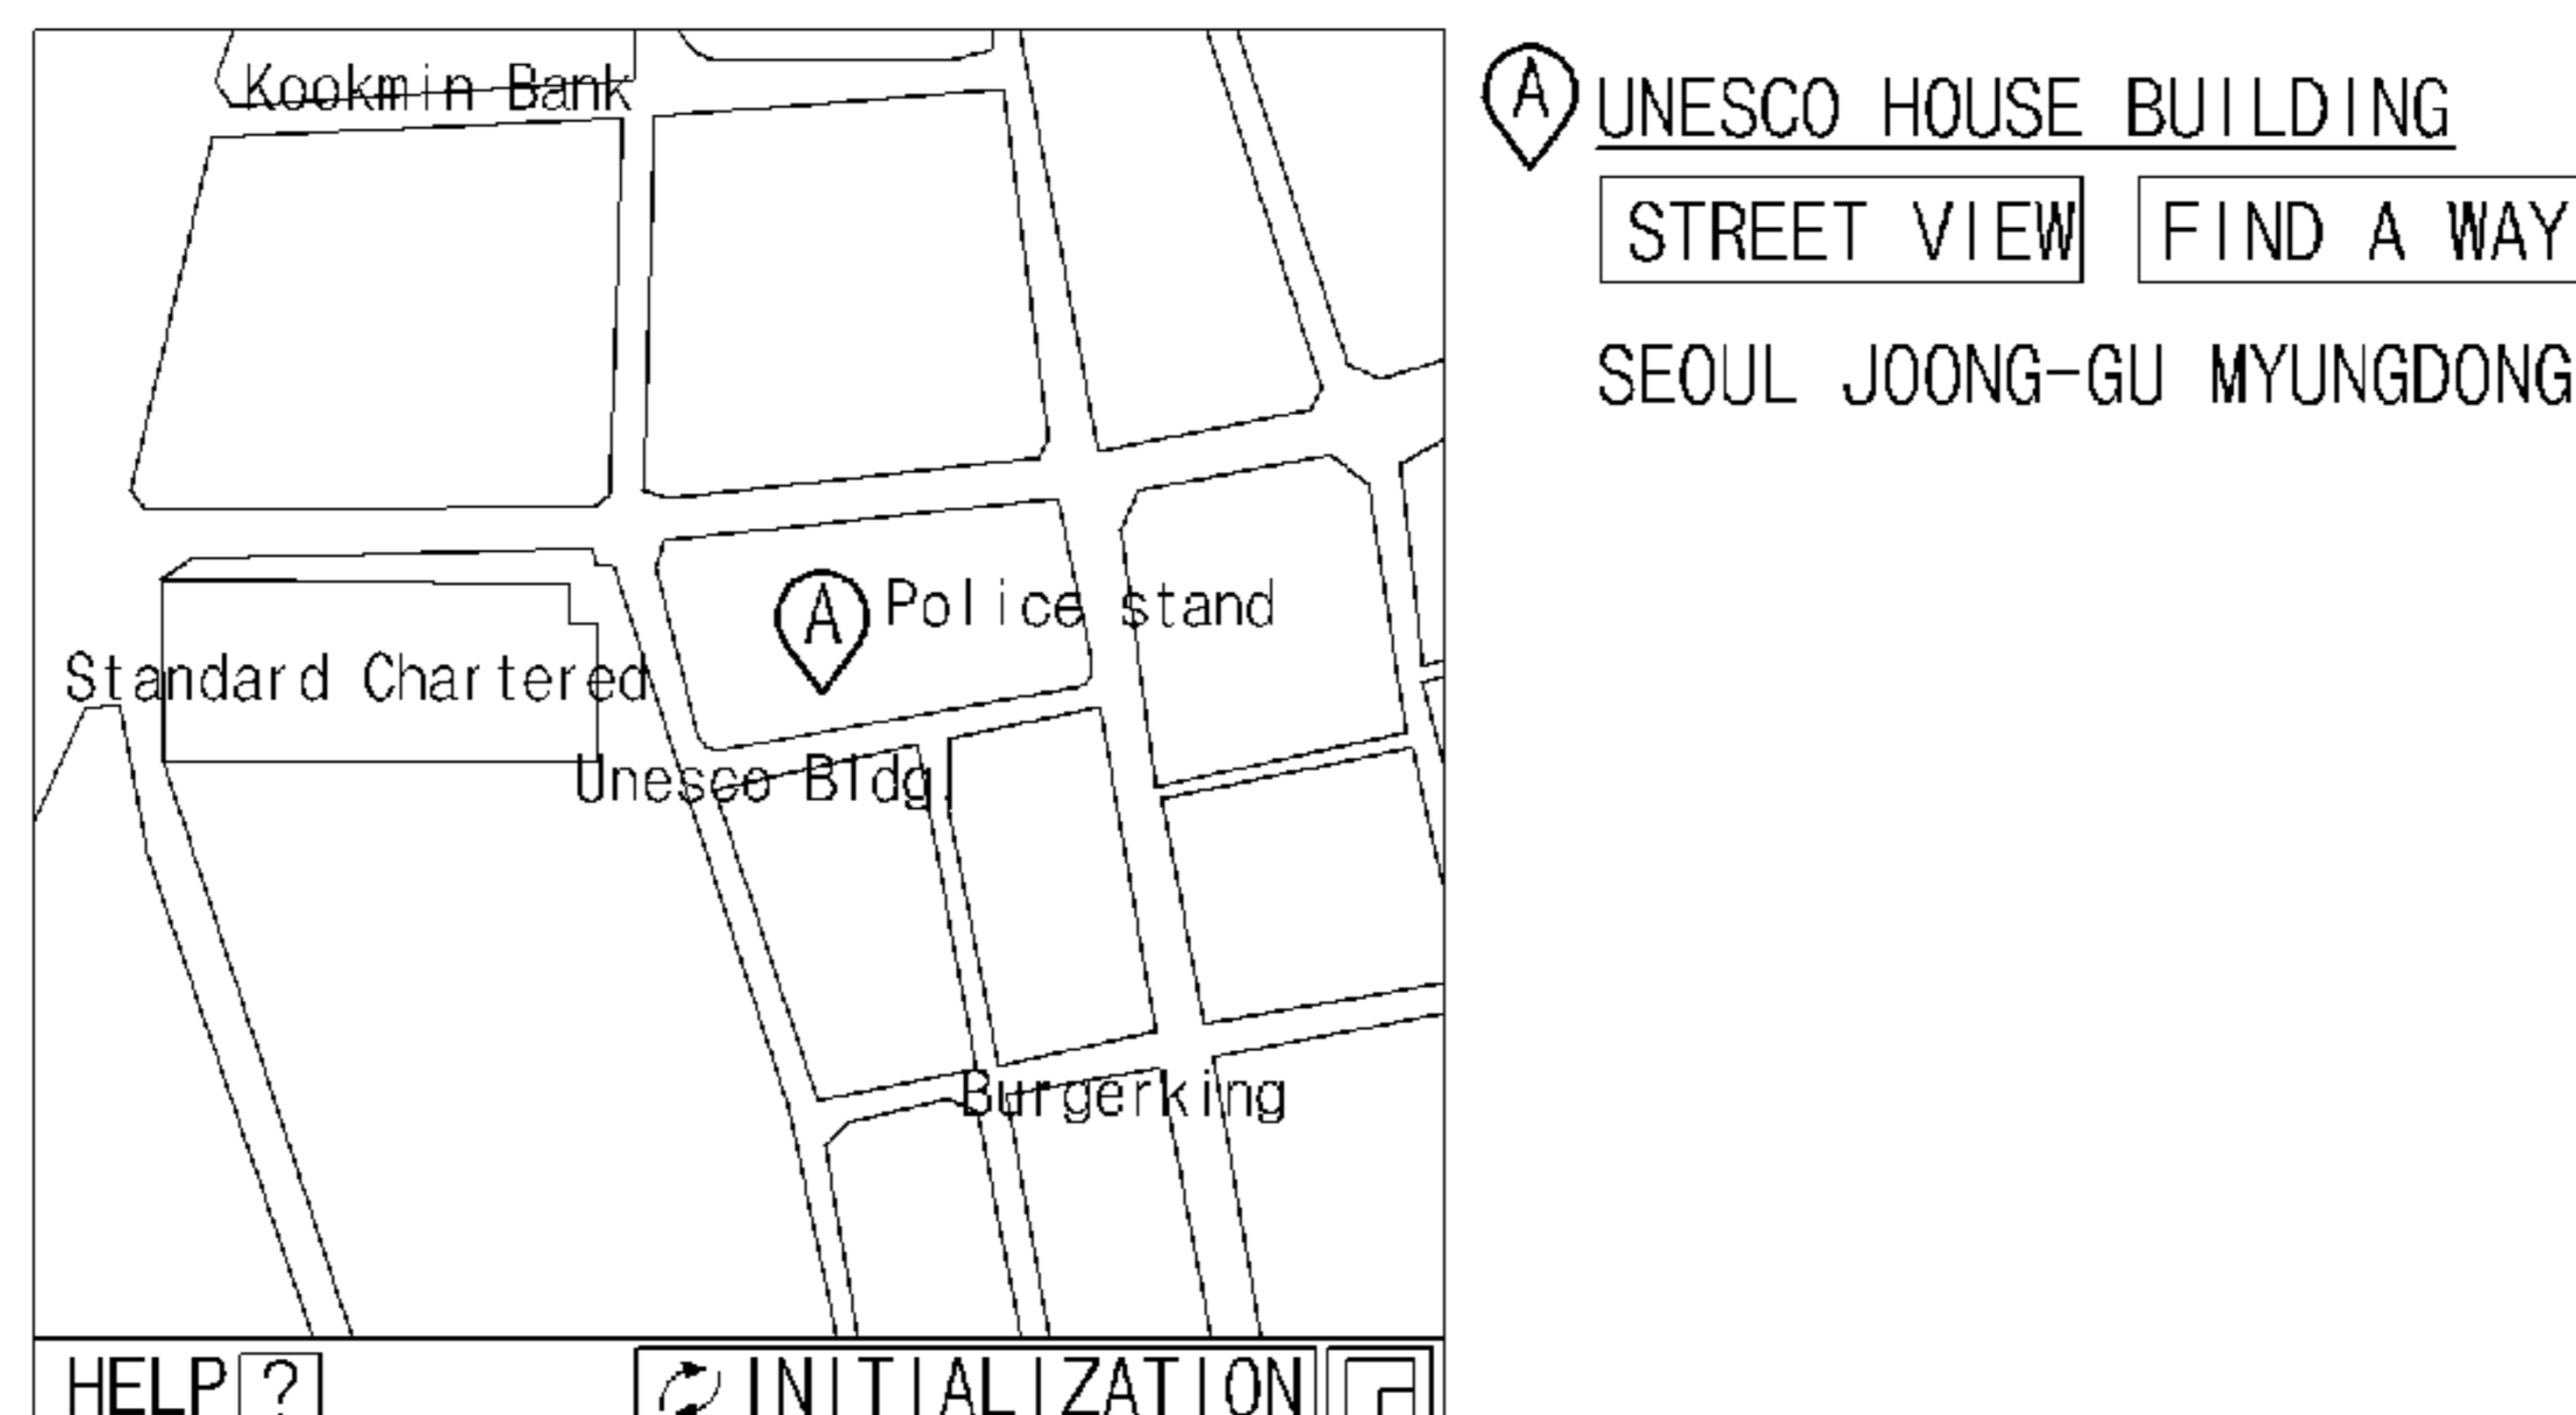 Kookmin Bank
A
Police stand
Standard Chartered
Unesco Bldg.
Burgerking
HELP ?
INITIALIZATION
A UNESCO HOUSE BUILDING
STREET VIEW FIND A WAY
SEOUL JOONG-GU MYUNGDONG